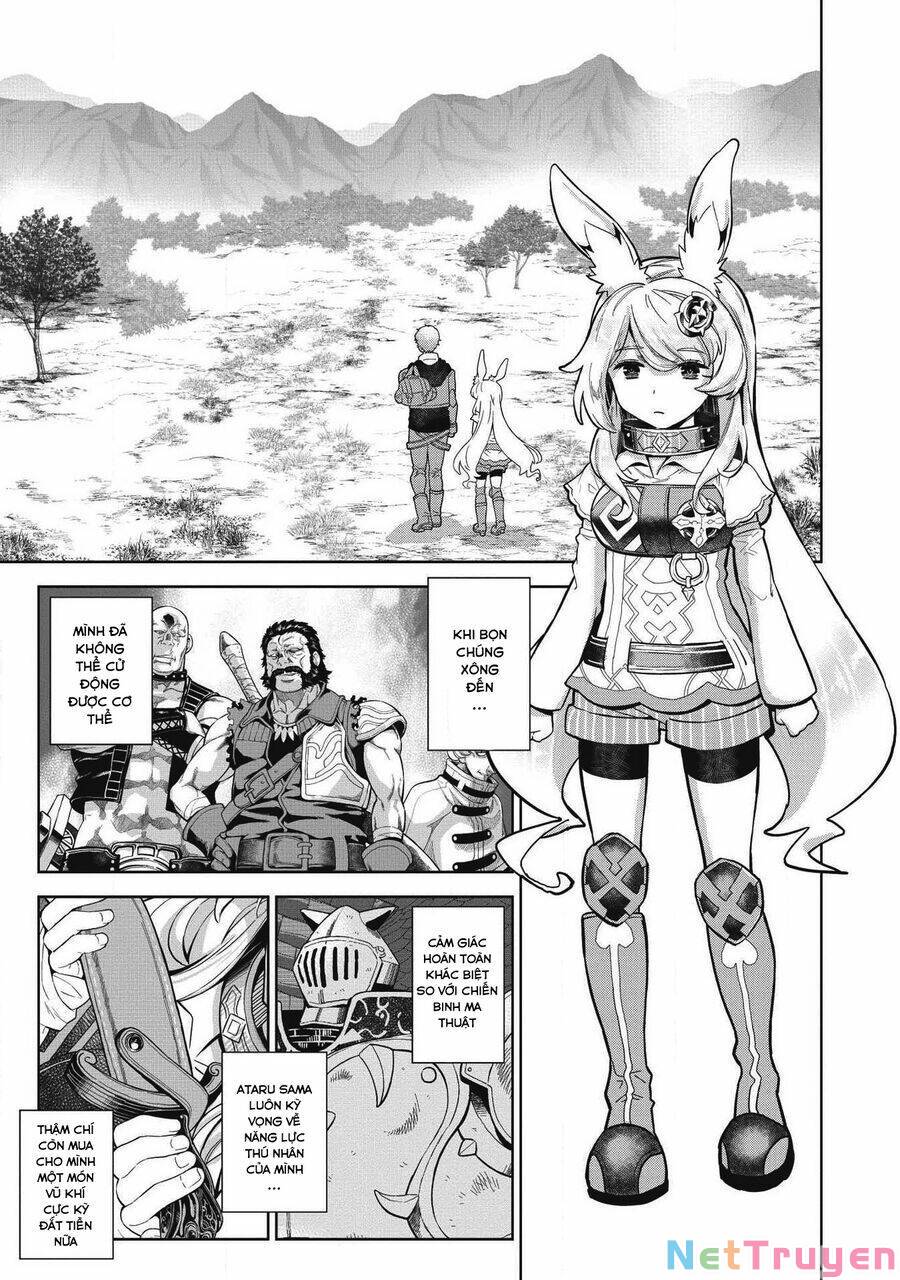 KHI BỌN
CHÚNG XÔNG
ĐẾN
...
MÌNH ĐÃ
KHÔNG
THỂ CỬ
ĐỘNG
ĐƯỢC CƠ
THỂ
CẢM GIÁC
HOÀN TOÀN
KHÁC BIỆT
SO VỚI CHIẾN
BINH MA
THUẬT
ATARU SAMA
LUÔN KỲ
VỌNG VỀ
NĂNG LỰC
THÚ NHÂN
CỦA MÌNH
...
THẬM CHÍ
CÒN MUA
CHO MÌNH
MỘT MÓN
VŨ KHÍ
CỰC KỲ
ĐẮT TIỀN
NỮA
NetTruyen